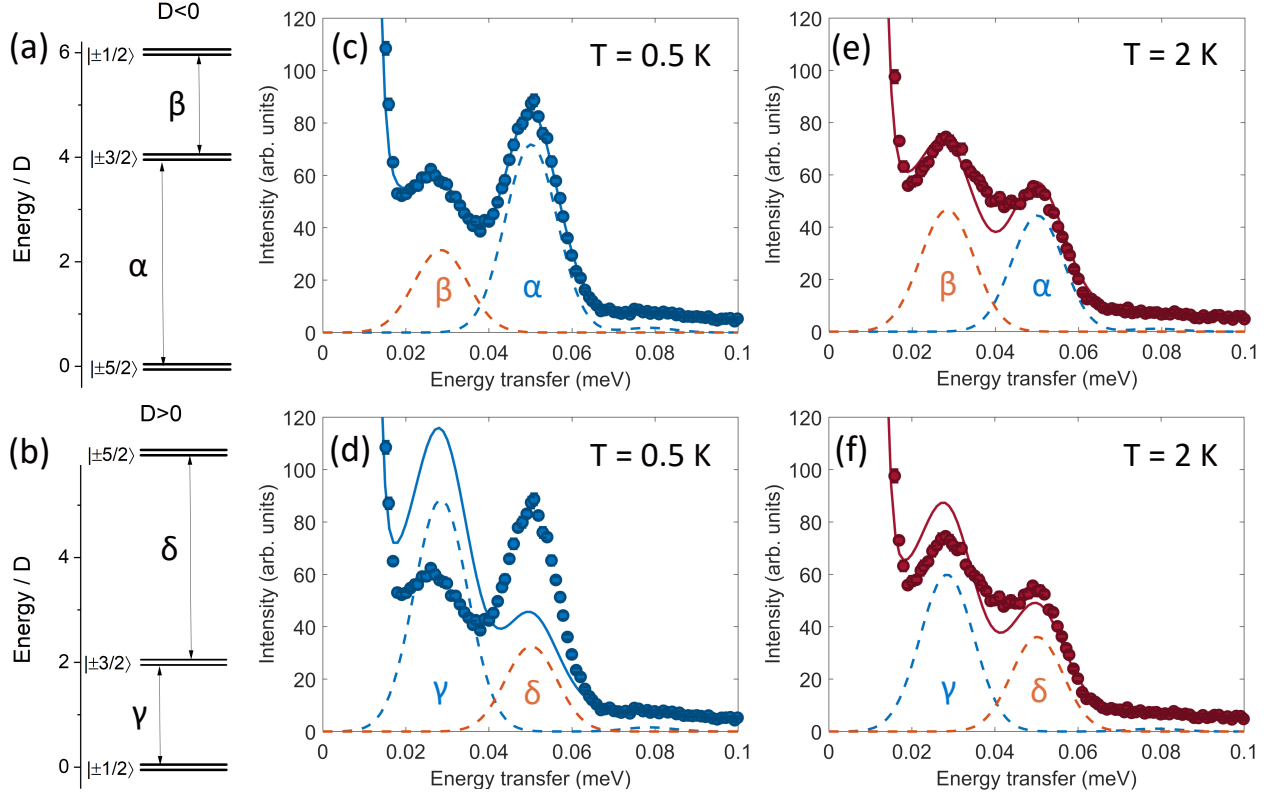 (a)
D<0
Energy / D
6
4
2
0
|±1/2⟩
|±3/2⟩
|±5/2⟩
β
α
(c)
T = 0.5 K
Intensity (arb. units)
120
100
80
60
40
20
0
β
α
0 0.02 0.04 0.06 0.08 0.1
Energy transfer (meV)
(e)
T = 2 K
Intensity (arb. units)
120
100
80
60
40
20
0
β
α
0.02 0.04 0.06 0.08 0.1
Energy transfer (meV)
(b)
D>0
Energy / D
4
2
0
|±5/2⟩
|±3/2⟩
|±1/2⟩
δ
γ
(d)
T = 0.5 K
Intensity (arb. units)
120
100
80
60
40
20
0
γ
δ
0 0.02 0.04 0.06 0.08 0.1
Energy transfer (meV)
(f)
T = 2 K
Intensity (arb. units)
120
100
80
60
40
20
0
γ
δ
0.02 0.04 0.06 0.08 0.1
Energy transfer (meV)